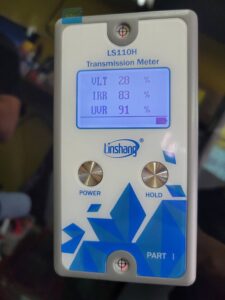 LS110H
Transmission Meter
VLT 28 %
IRR 83 %
UVR 91 %
Linshang®
POWER HOLD
PART I